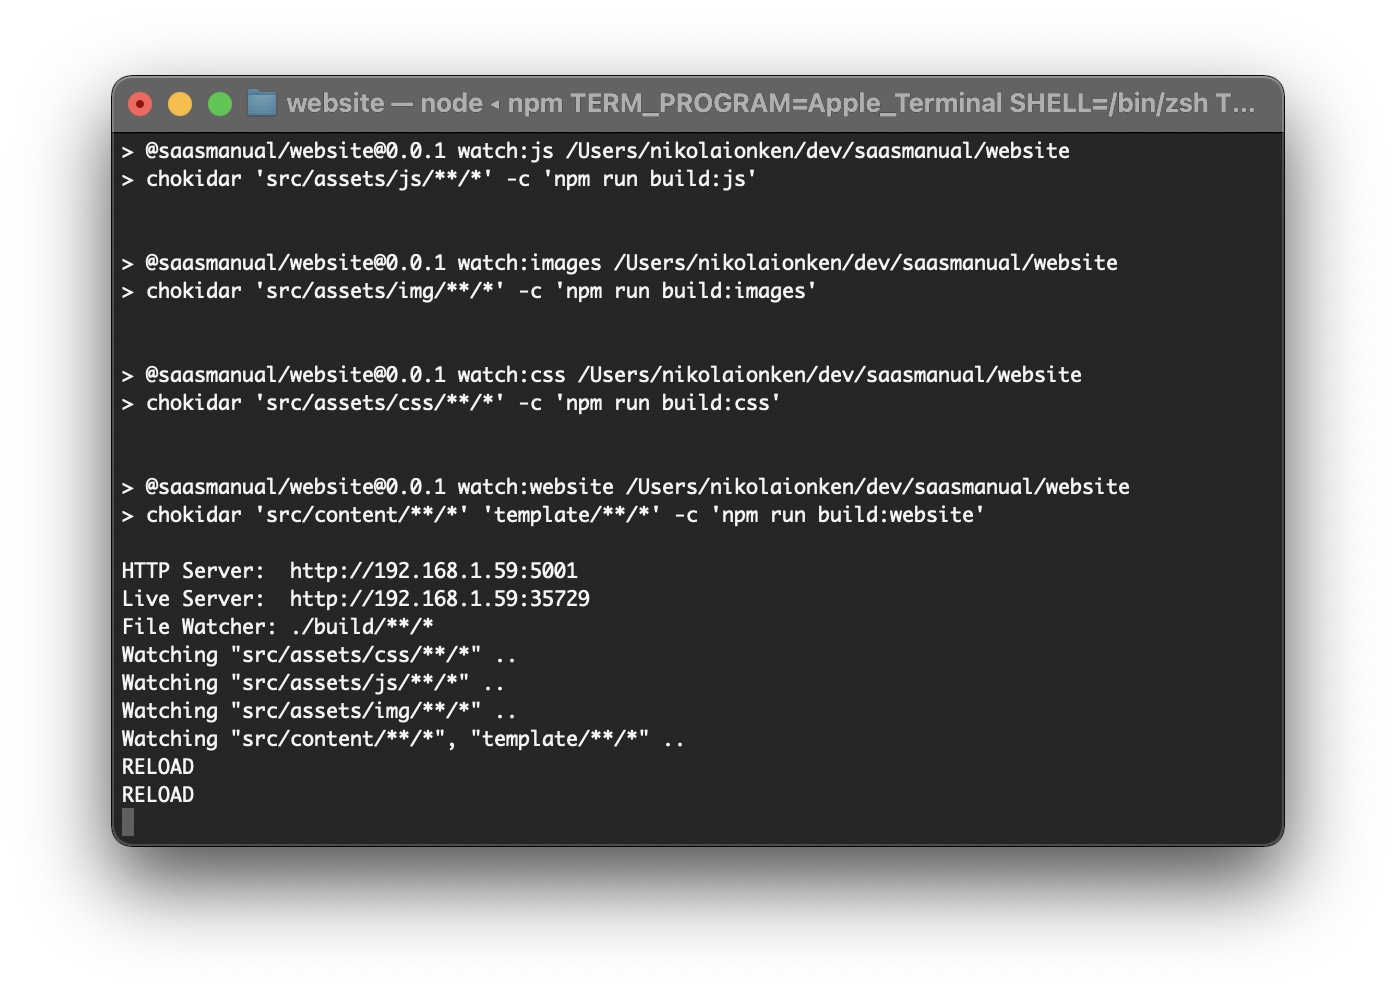 website — node ◂ npm TERM_PROGRAM=Apple_Terminal SHELL=/bin/zsh T...
> @saasmanual/website@0.0.1 watch:js /Users/nikolaionken/dev/saasmanual/website
> chokidar 'src/assets/js/**/*' -c 'npm run build:js'
> @saasmanual/website@0.0.1 watch:images /Users/nikolaionken/dev/saasmanual/website
> chokidar 'src/assets/img/**/*' -c 'npm run build:images'
> @saasmanual/website@0.0.1 watch:css /Users/nikolaionken/dev/saasmanual/website
> chokidar 'src/assets/css/**/*' -c 'npm run build:css'
> @saasmanual/website@0.0.1 watch:website /Users/nikolaionken/dev/saasmanual/website
> chokidar 'src/content/**/*' 'template/**/*' -c 'npm run build:website'
HTTP Server:  http://192.168.1.59:5001
Live Server:  http://192.168.1.59:35729
File Watcher: ./build/**/*
Watching "src/assets/css/**/*" ..
Watching "src/assets/js/**/*" ..
Watching "src/assets/img/**/*" ..
Watching "src/content/**/*", "template/**/*" ..
RELOAD
RELOAD